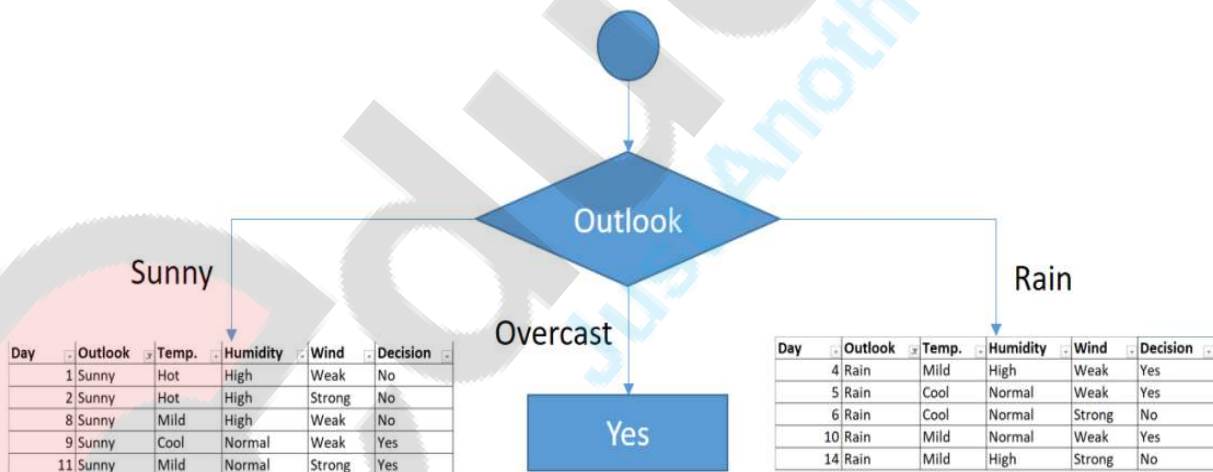 Outlook
Sunny
Rain
Overcast
Day Outlook Temp. Humidity Wind Decision
1 Sunny Hot High Weak No
2 Sunny Hot High Strong No
8 Sunny Mild High Weak No
9 Sunny Cool Normal Weak Yes
11 Sunny Mild Normal Strong Yes
Yes
Day Outlook Temp. Humidity Wind Decision
4 Rain Mild High Weak Yes
5 Rain Cool Normal Weak Yes
6 Rain Cool Normal Strong No
10 Rain Mild Normal Weak Yes
14 Rain Mild High Strong No
Just